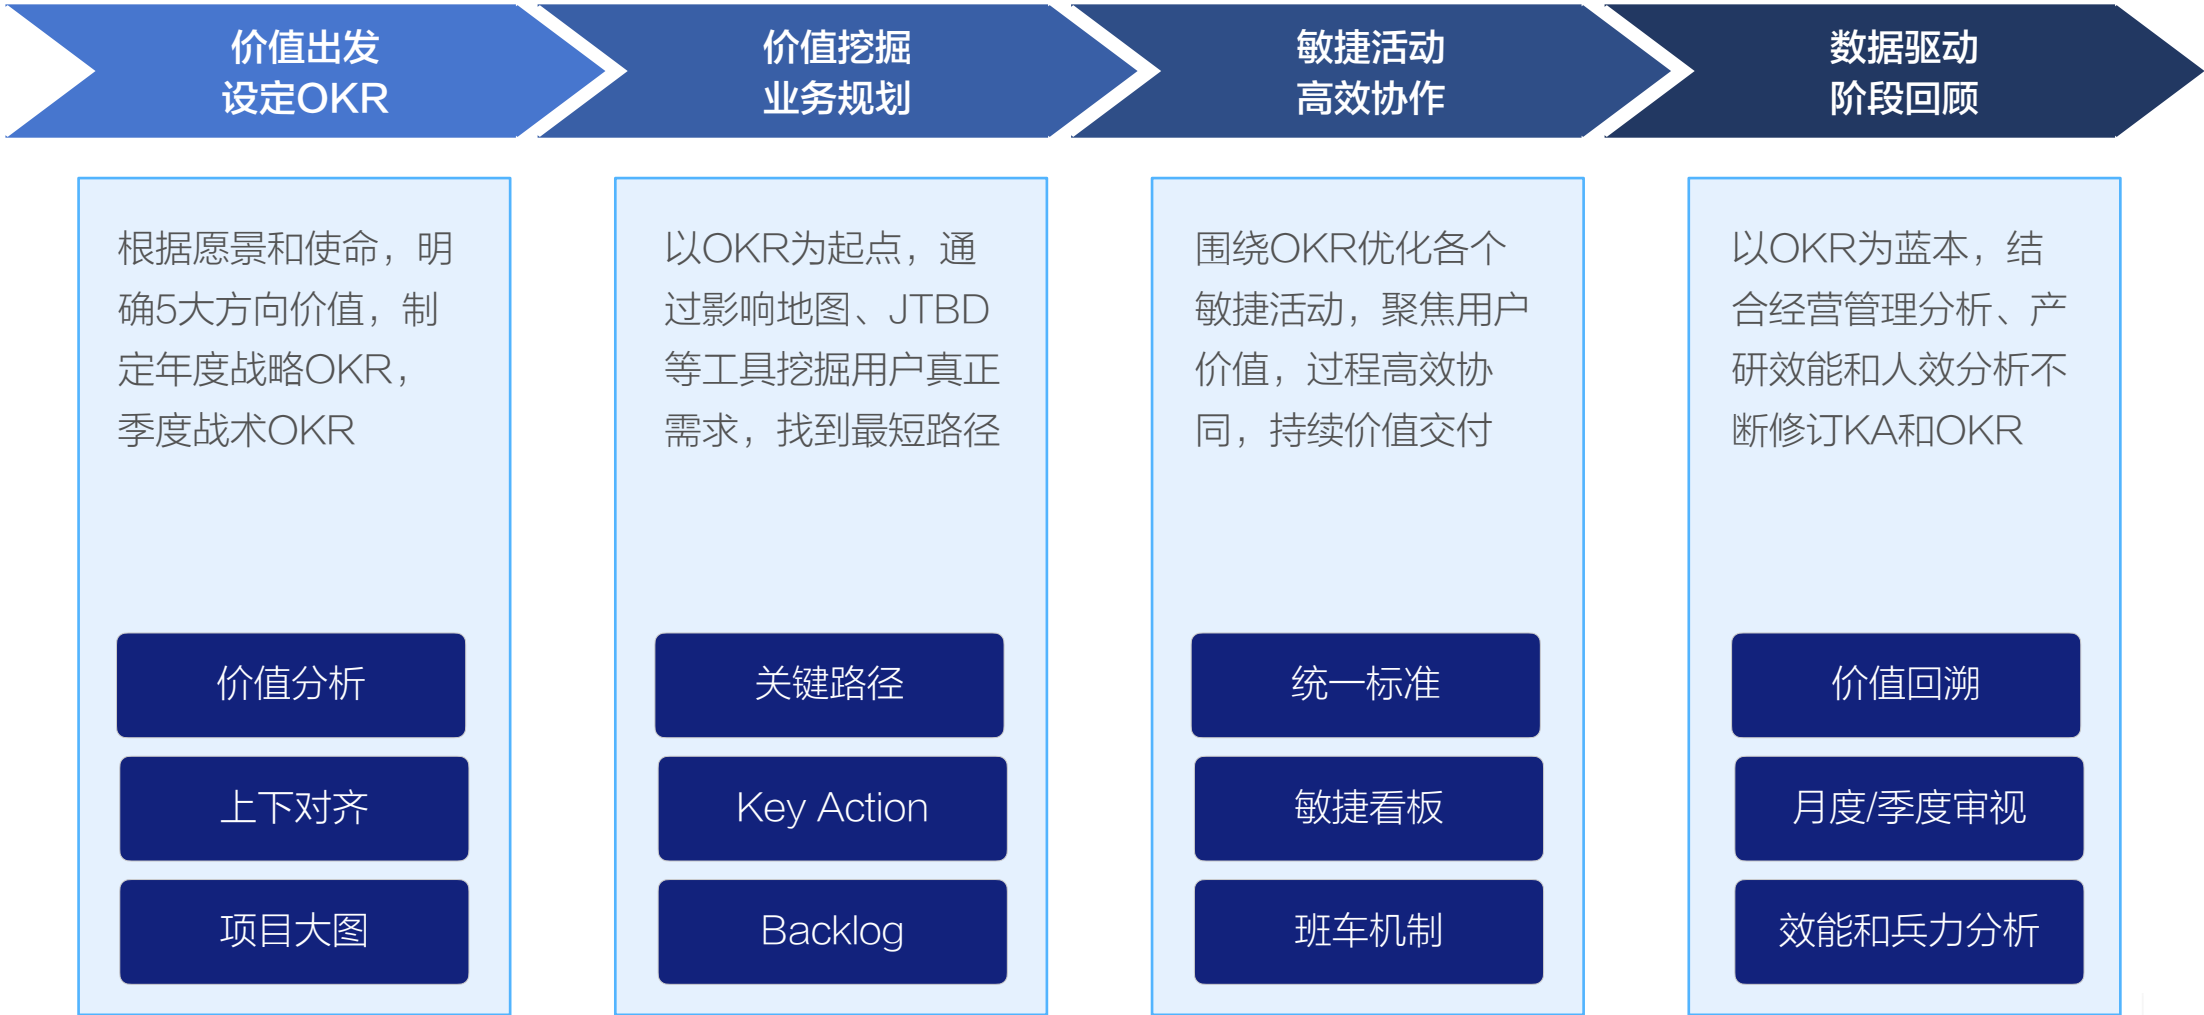 价值出发
设定OKR
价值挖掘
业务规划
敏捷活动
高效协作
数据驱动
阶段回顾
根据愿景和使命，明
确5大方向价值，制
定年度战略OKR，
季度战术OKR
价值分析
上下对齐
项目大图
以OKR为起点，通
过影响地图、JTBD
等工具挖掘用户真正
需求，找到最短路径
关键路径
Key Action
Backlog
围绕OKR优化各个
敏捷活动，聚焦用户
价值，过程高效协
同，持续价值交付
统一标准
敏捷看板
班车机制
以OKR为蓝本，结
合经营管理分析、产
研效能和人效分析不
断修订KA和OKR
价值回溯
月度/季度审视
效能和兵力分析